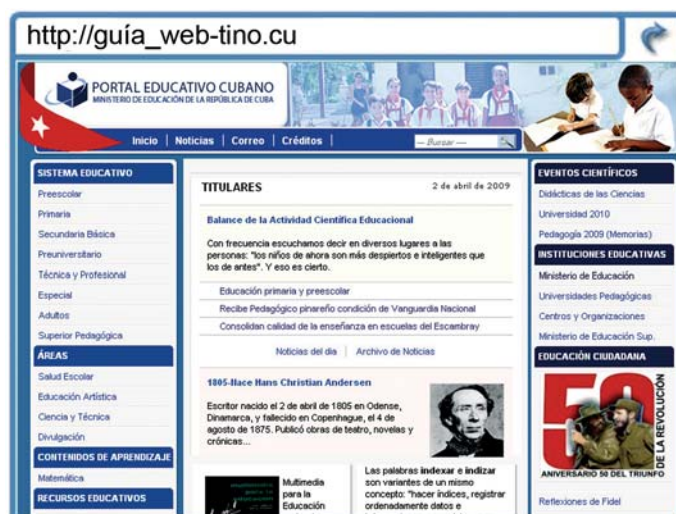 http://guía_web-tino.cu
PORTAL EDUCATIVO CUBANO
MINISTERIO DE EDUCACIÓN DE LA REPÚBLICA DE CUBA
Inicio | Noticias | Correo | Créditos |
— Buscar —
SISTEMA EDUCATIVO
Preescolar
Primaria
Secundaria Básica
Preuniversitario
Técnica y Profesional
Especial
Adultos
Superior Pedagógica
ÁREAS
Salud Escolar
Educación Artística
Ciencia y Técnica
Divulgación
CONTENIDOS DE APRENDIZAJE
Matemática
RECURSOS EDUCATIVOS
TITULARES
2 de abril de 2009
Balance de la Actividad Científica Educacional
Con frecuencia escuchamos decir en diversos lugares a las
personas: "los niños de ahora son más despiertos e inteligentes que
los de antes". Y eso es cierto.
Educación primaria y preescolar
Recibe Pedagógico pinareño condición de Vanguardia Nacional
Consolidan calidad de la enseñanza en escuelas del Escambray
Noticias del dia | Archivo de Noticias
1805-Nace Hans Christian Andersen
Escritor nacido el 2 de abril de 1805 en Odense,
Dinamarca, y fallecido en Copenhague, el 4 de
agosto de 1875. Publicó obras de teatro, novelas y
crónicas...
Multimedia
para la
Educación
Las palabras indexar e indizar
son variantes de un mismo
concepto: "hacer índices, registrar
ordenadamente datos e
EVENTOS CIENTÍFICOS
Didácticas de las Ciencias
Universidad 2010
Pedagogía 2009 (Memorias)
INSTITUCIONES EDUCATIVAS
Ministerio de Educación
Universidades Pedagógicas
Centros y Organizaciones
Ministerio de Educación Sup.
EDUCACIÓN CIUDADANA
50
DE LA REVOLUCIÓN
ANIVERSARIO 50 DEL TRIUNFO
Reflexiones de Fidel